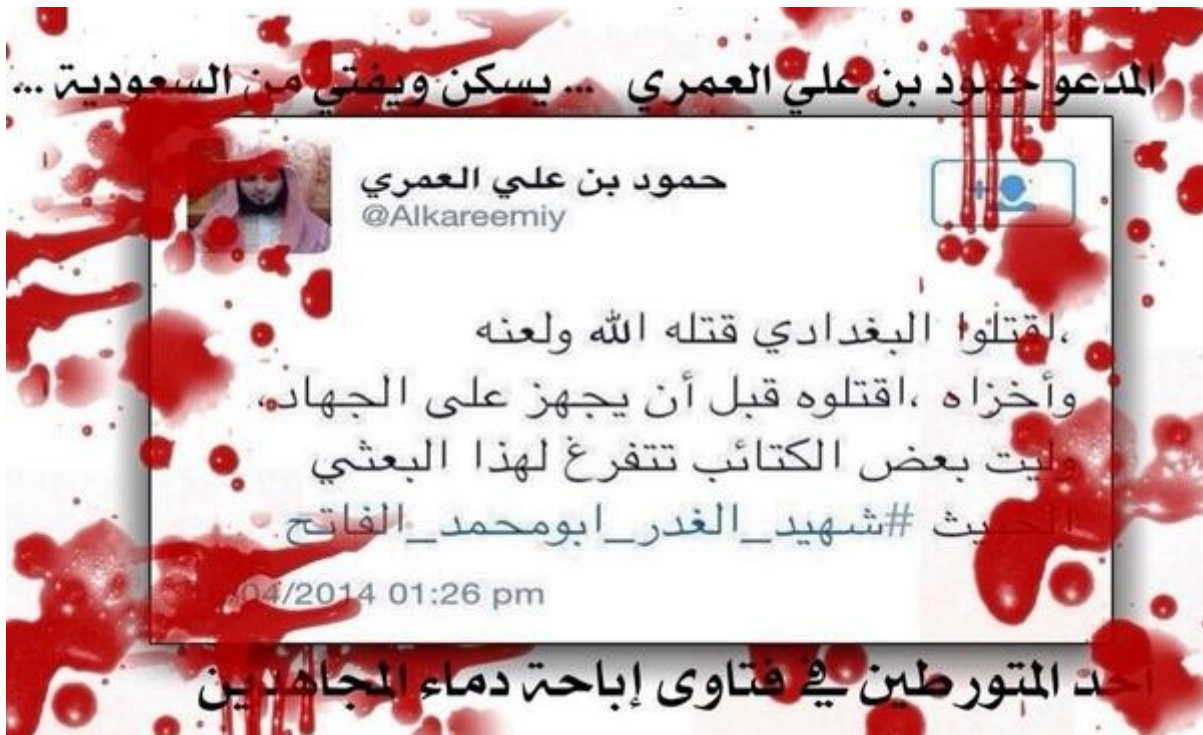 المدعو حمود بن علي العمري ... يسكن ويفتي من السعودية ...
حمود بن علي العمري
@Alkareemiy
،اقتلوا البغدادي قتله الله ولعنه
وأخزاه ،اقتلوه قبل أن يجهز على الجهاد،
وليت بعض الكتائب تتفرغ لهذا البعثي
الخبيث #شهيد_الغدر_ابومحمد_الفاتح
04/2014 01:26 pm
احد المتورطين في فتاوى إباحة دماء المجاهدين